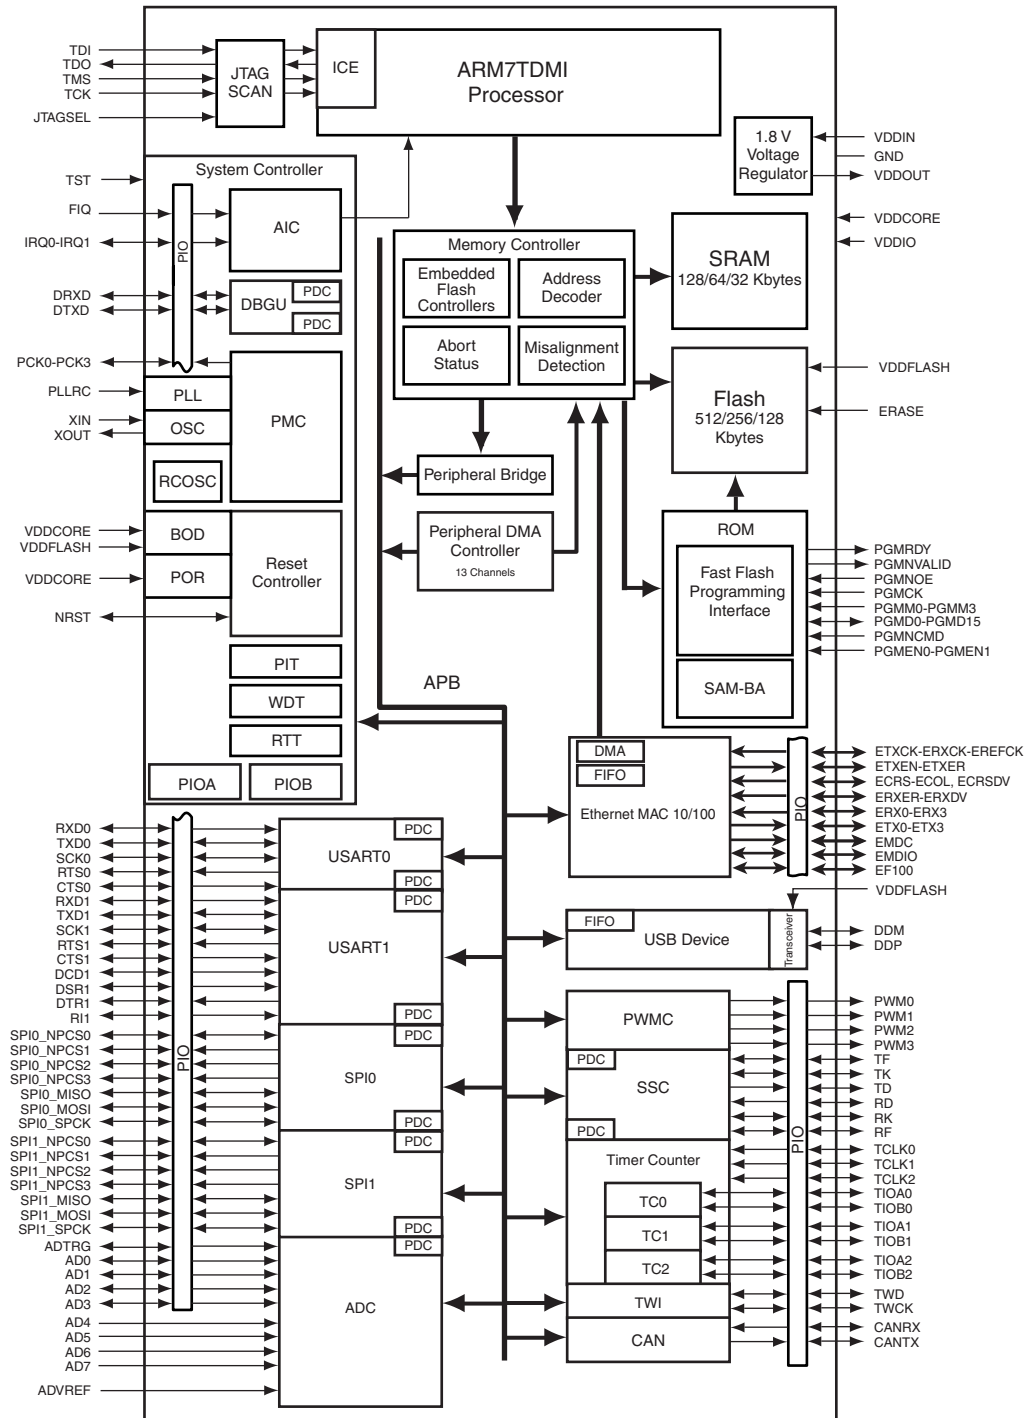 TDI
TDO
TMS
TCK
JTAGSEL
JTAG
SCAN
ICE
ARM7TDMI
Processor
1.8 V
Voltage
Regulator
VDDIN
GND
VDDOUT
VDDCORE
VDDIO
System Controller
TST
FIQ
IRQ0-IRQ1
PIO
AIC
DRXD
DTXD
DBGU
PDC
PDC
PCK0-PCK3
PLLRC
PLL
XIN
XOUT
OSC
PMC
RCOSC
VDDCORE
VDDFLASH
BOD
VDDCORE
POR
Reset
Controller
NRST
PIT
WDT
RTT
PIOA
PIOB
Memory Controller
Embedded
Flash
Controllers
Address
Decoder
Abort
Status
Misalignment
Detection
SRAM
128/64/32 Kbytes
Flash
512/256/128
Kbytes
VDDFLASH
ERASE
Peripheral Bridge
Peripheral DMA
Controller
13 Channels
ROM
Fast Flash
Programming
Interface
SAM-BA
PGMRDY
PGMNVALID
PGMNOE
PGMCK
PGMM0-PGMM3
PGMD0-PGMD15
PGMNCMD
PGMEN0-PGMEN1
APB
DMA
FIFO
Ethernet MAC 10/100
PIO
ETXCK-ERXCK-EREFCK
ETXEN-ETXER
ECRS-ECOL, ECRSDV
ERXER-ERXDV
ERX0-ERX3
ETX0-ETX3
EMDC
EMDIO
EF100
VDDFLASH
FIFO
USB Device
Transceiver
DDM
DDP
RXD0
TXD0
SCK0
RTS0
CTS0
RXD1
TXD1
SCK1
RTS1
CTS1
DCD1
DSR1
DTR1
RI1
SPI0_NPCS0
SPI0_NPCS1
SPI0_NPCS2
SPI0_NPCS3
SPI0_MISO
SPI0_MOSI
SPI0_SPCK
SPI1_NPCS0
SPI1_NPCS1
SPI1_NPCS2
SPI1_NPCS3
SPI1_MISO
SPI1_MOSI
SPI1_SPCK
ADTRG
AD0
AD1
AD2
AD3
AD4
AD5
AD6
AD7
ADVREF
PIO
PDC
USART0
PDC
PDC
USART1
PDC
PDC
SPI0
PDC
PDC
SPI1
PDC
PDC
ADC
PWMC
PDC
SSC
PDC
Timer Counter
TC0
TC1
TC2
TWI
CAN
PIO
PWM0
PWM1
PWM2
PWM3
TF
TK
TD
RD
RK
RF
TCLK0
TCLK1
TCLK2
TIOA0
TIOB0
TIOA1
TIOB1
TIOA2
TIOB2
TWD
TWCK
CANRX
CANTX